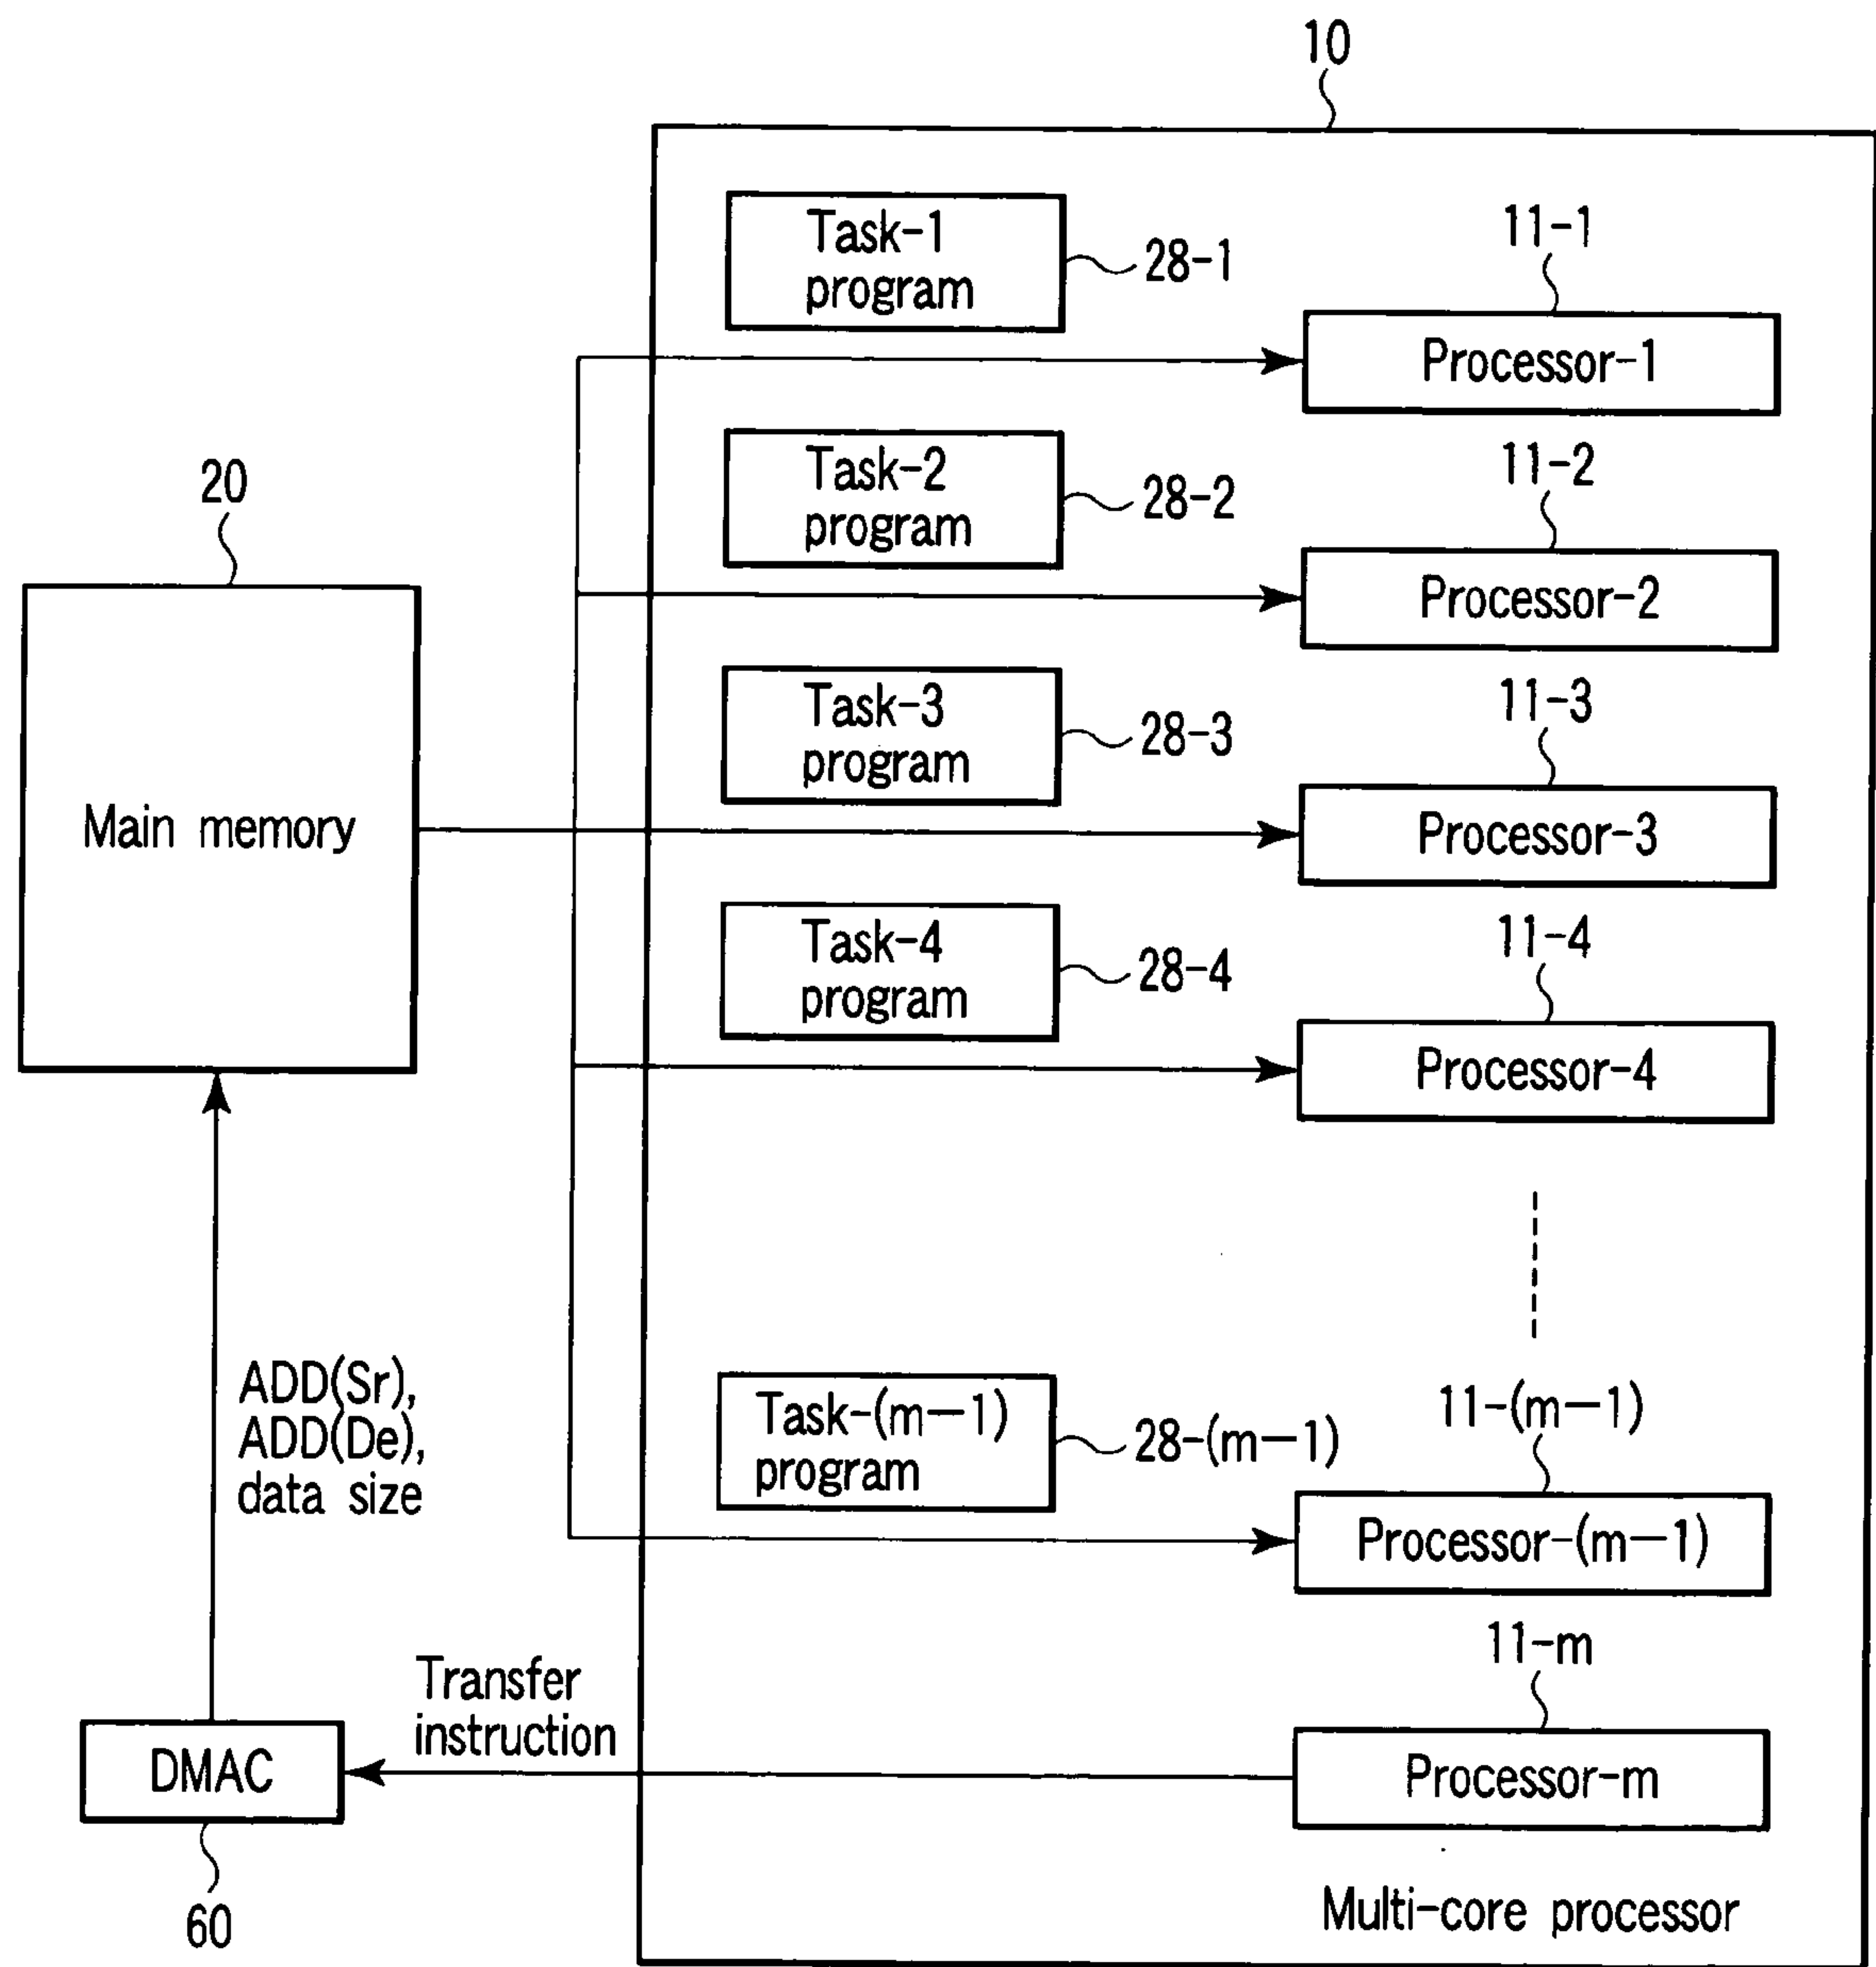 10
Task-1
program
28-1
11-1
Processor-1
Task-2
program
28-2
11-2
Processor-2
20
Main memory
Task-3
program
28-3
11-3
Processor-3
Task-4
program
28-4
11-4
Processor-4
ADD(Sr),
ADD(De),
data size
Task-(m—1)
program
28-(m—1)
11-(m—1)
Processor-(m—1)
11-m
Transfer
instruction
DMAC
60
Processor-m
Multi-core processor